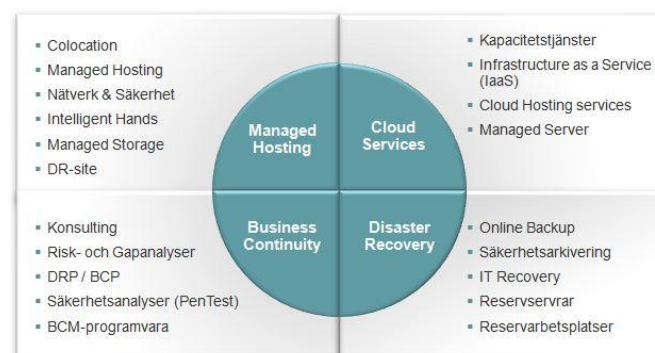 Colocation
Managed Hosting
Nätverk & Säkerhet
Intelligent Hands
Managed Storage
DR-site
Kapacitetstjänster
Infrastructure as a Service
(IaaS)
Cloud Hosting services
Managed Server
Managed
Hosting
Cloud
Services
Business
Continuity
Disaster
Recovery
Konsulting
Risk- och Gapanalyser
DRP / BCP
Säkerhetsanalyser (PenTest)
BCM-programvara
Online Backup
Säkerhetsarkivering
IT Recovery
Reservservrar
Reservarbetsplatser